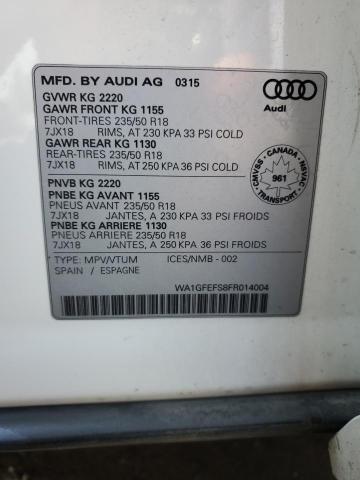 MFD. BY AUDI AG 0315
GVWR KG 2220
GAWR FRONT KG 1155
FRONT-TIRES 235/50 R18
7JX18 RIMS, AT 230 KPA 33 PSI COLD
GAWR REAR KG 1130
REAR-TIRES 235/50 R18
7JX18 RIMS, AT 250 KPA 36 PSI COLD
PNVB KG 2220
PNBE KG AVANT 1155
PNEUS AVANT 235/50 R18
7JX18 JANTES, A 230 KPA 33 PSI FROIDS
PNBE KG ARRIERE 1130
PNEUS ARRIERE 235/50 R18
7JX18 JANTES, A 250 KPA 36 PSI FROIDS
TYPE: MPV/VTUM ICES/NMB - 002
SPAIN / ESPAGNE
Audi
CMVSS - CANADA - NSVAC
961
TRANSPORT
WA1GFEFS8FR014004